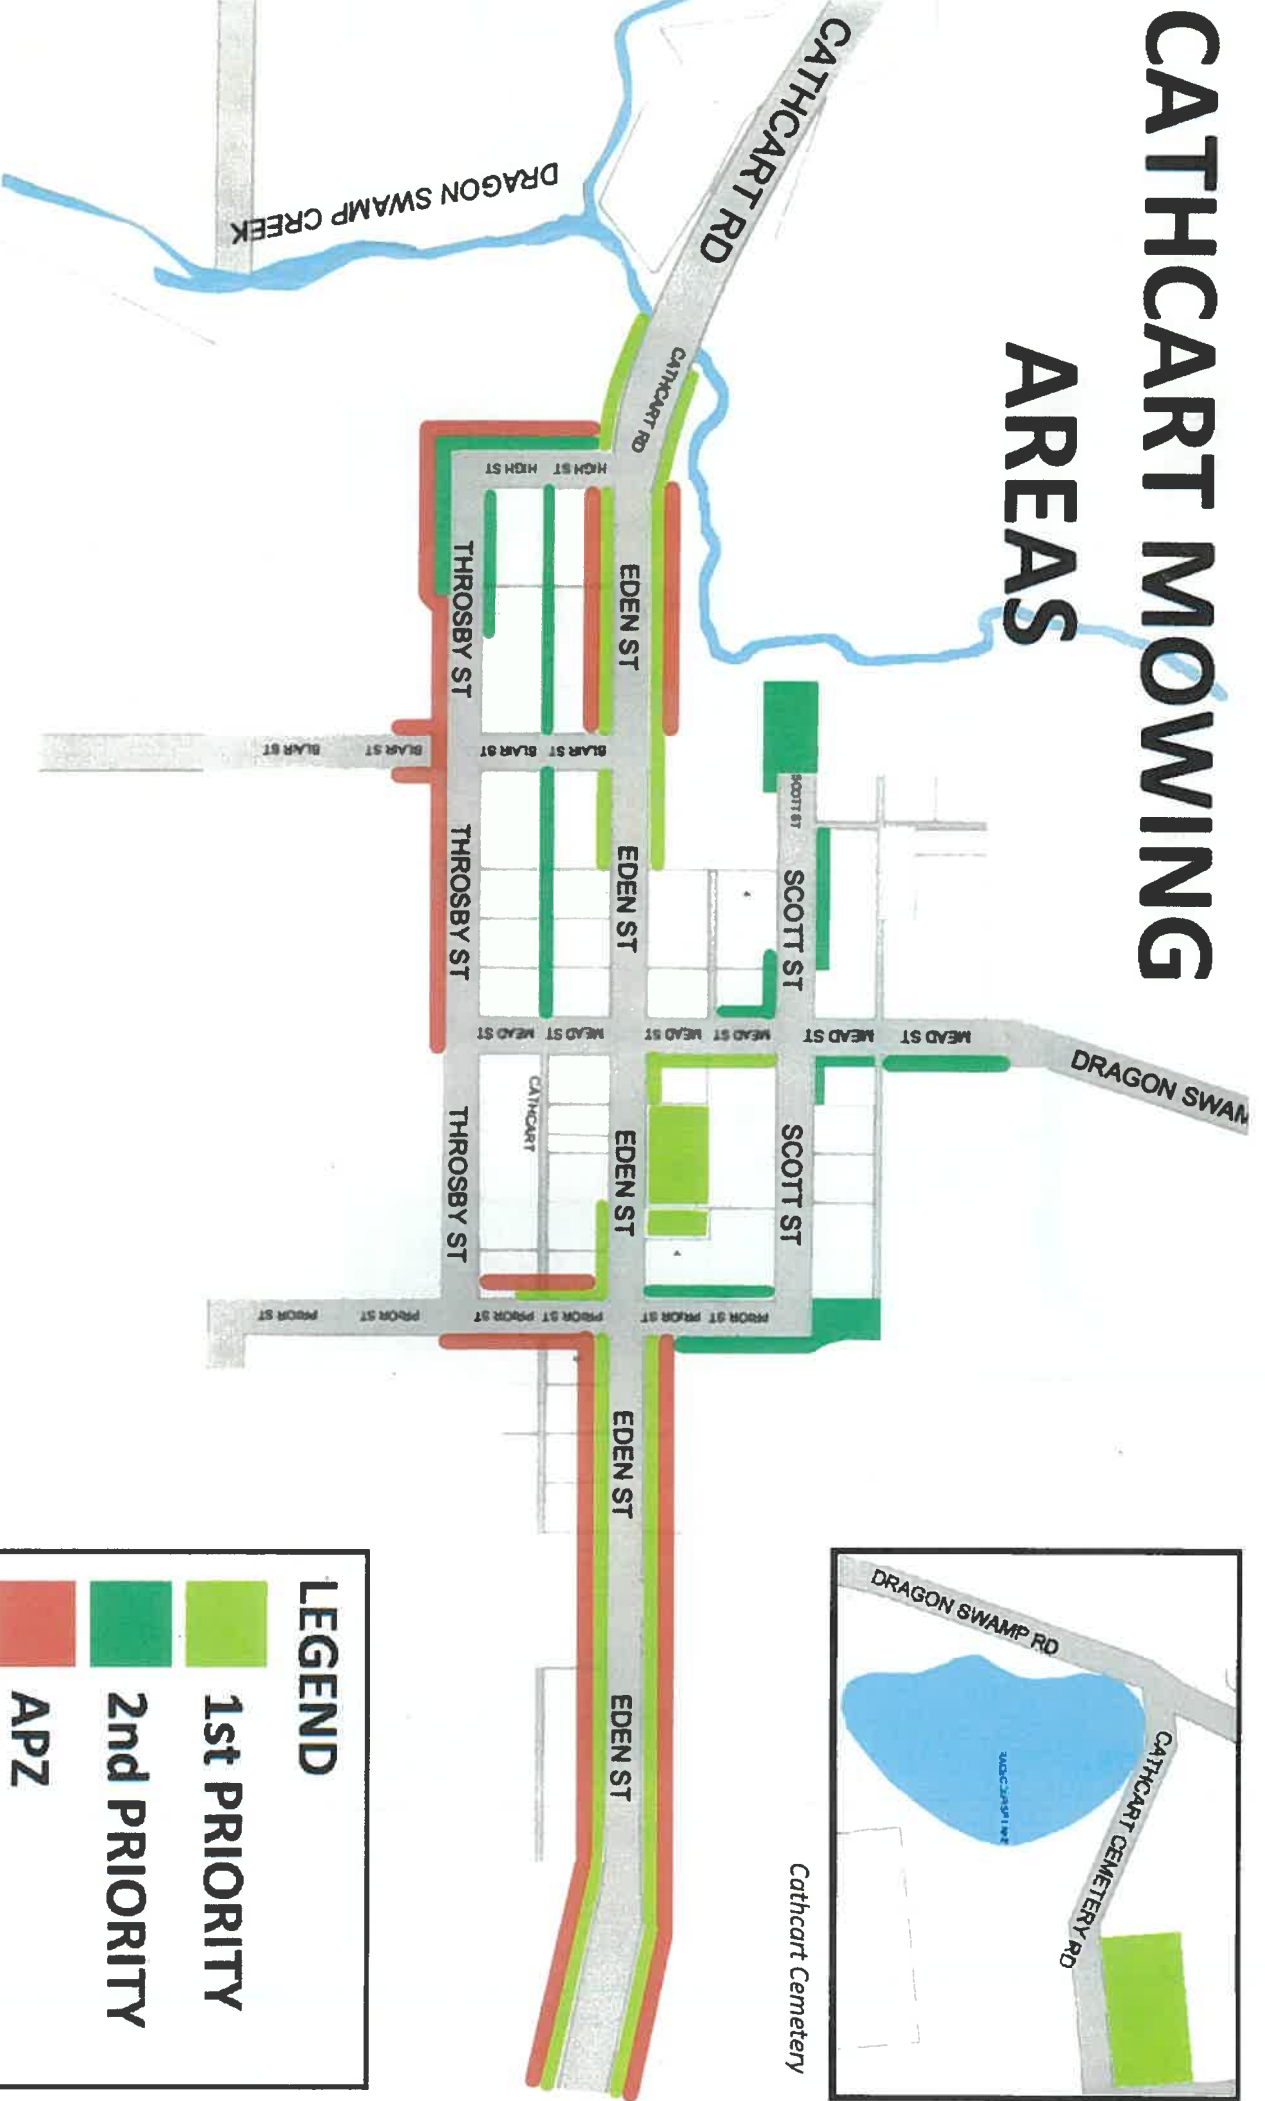 CATHCART MOWING
AREAS
CATHCART RD
DRAGON SWAMP CREEK
CATHCART RD
HIGH ST
HIGH ST
EDEN ST
EDEN ST
EDEN ST
EDEN ST
EDEN ST
THROSBY ST
THROSBY ST
THROSBY ST
BLAIR ST
BLAIR ST
BLAIR ST
BLAIR ST
SCOTT ST
SCOTT ST
SCOTT ST
MEAD ST
MEAD ST
MEAD ST
MEAD ST
MEAD ST
MEAD ST
DRAGON SWAM
CATHCART
PRIOR ST
PRIOR ST
PRIOR ST
PRIOR ST
PRIOR ST
PRIOR ST
DRAGON SWAMP RD
CATHCART CEMETERY RD
Cathcart Cemetery
LEGEND
1st PRIORITY
2nd PRIORITY
APZ